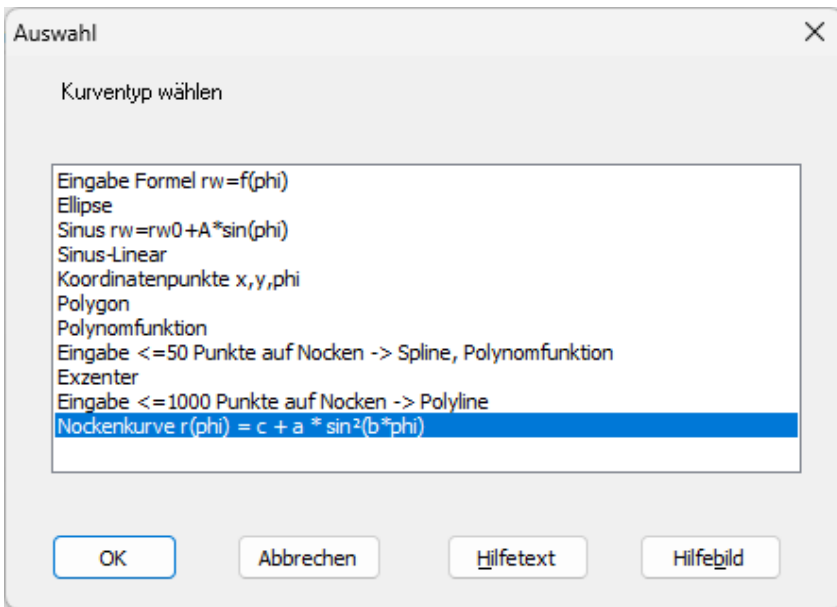 Auswahl
Kurventyp wählen
Eingabe Formel rw=f(phi)
Ellipse
Sinus rw=rw0+A*sin(phi)
Sinus-Linear
Koordinatenpunkte x,y,phi
Polygon
Polynomfunktion
Eingabe <=50 Punkte auf Nocken -> Spline, Polynomfunktion
Exzenter
Eingabe <=1000 Punkte auf Nocken -> Polyline
Nockenkurve r(phi) = c + a * sin²(b*phi)
OK Abbrechen Hilfetext Hilfebild